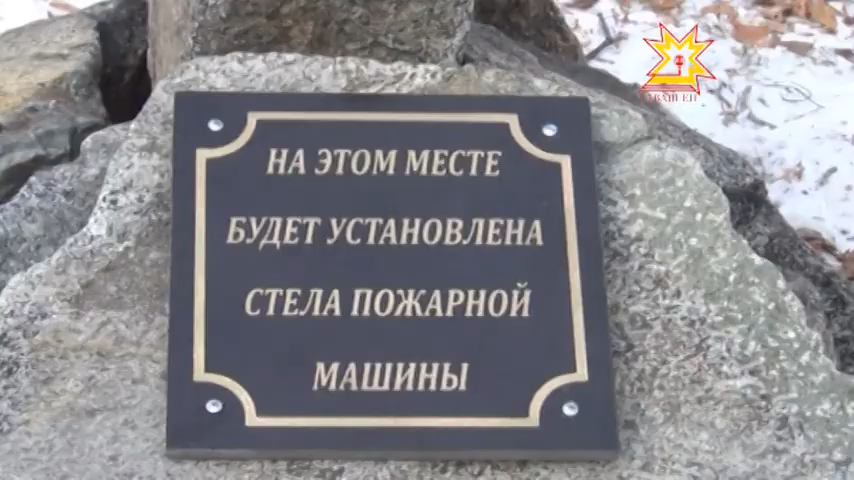 НА ЭТОМ МЕСТЕ
БУДЕТ УСТАНОВЛЕНА
СТЕЛА ПОЖАРНОЙ
МАШИНЫ